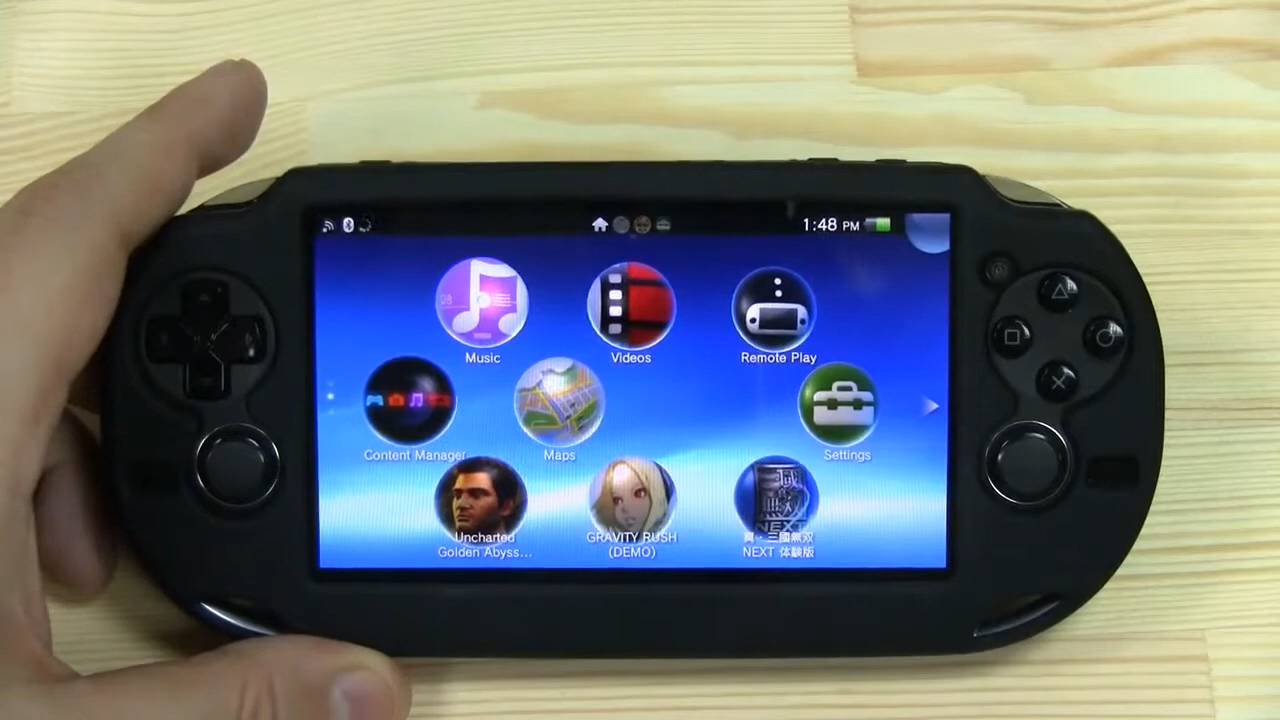 1:48 PM
Music
Videos
Remote Play
Content Manager
Maps
Settings
Uncharted
Golden Abyss...
GRAVITY RUSH
(DEMO)
NEXT
真・三國無双
NEXT 体験版